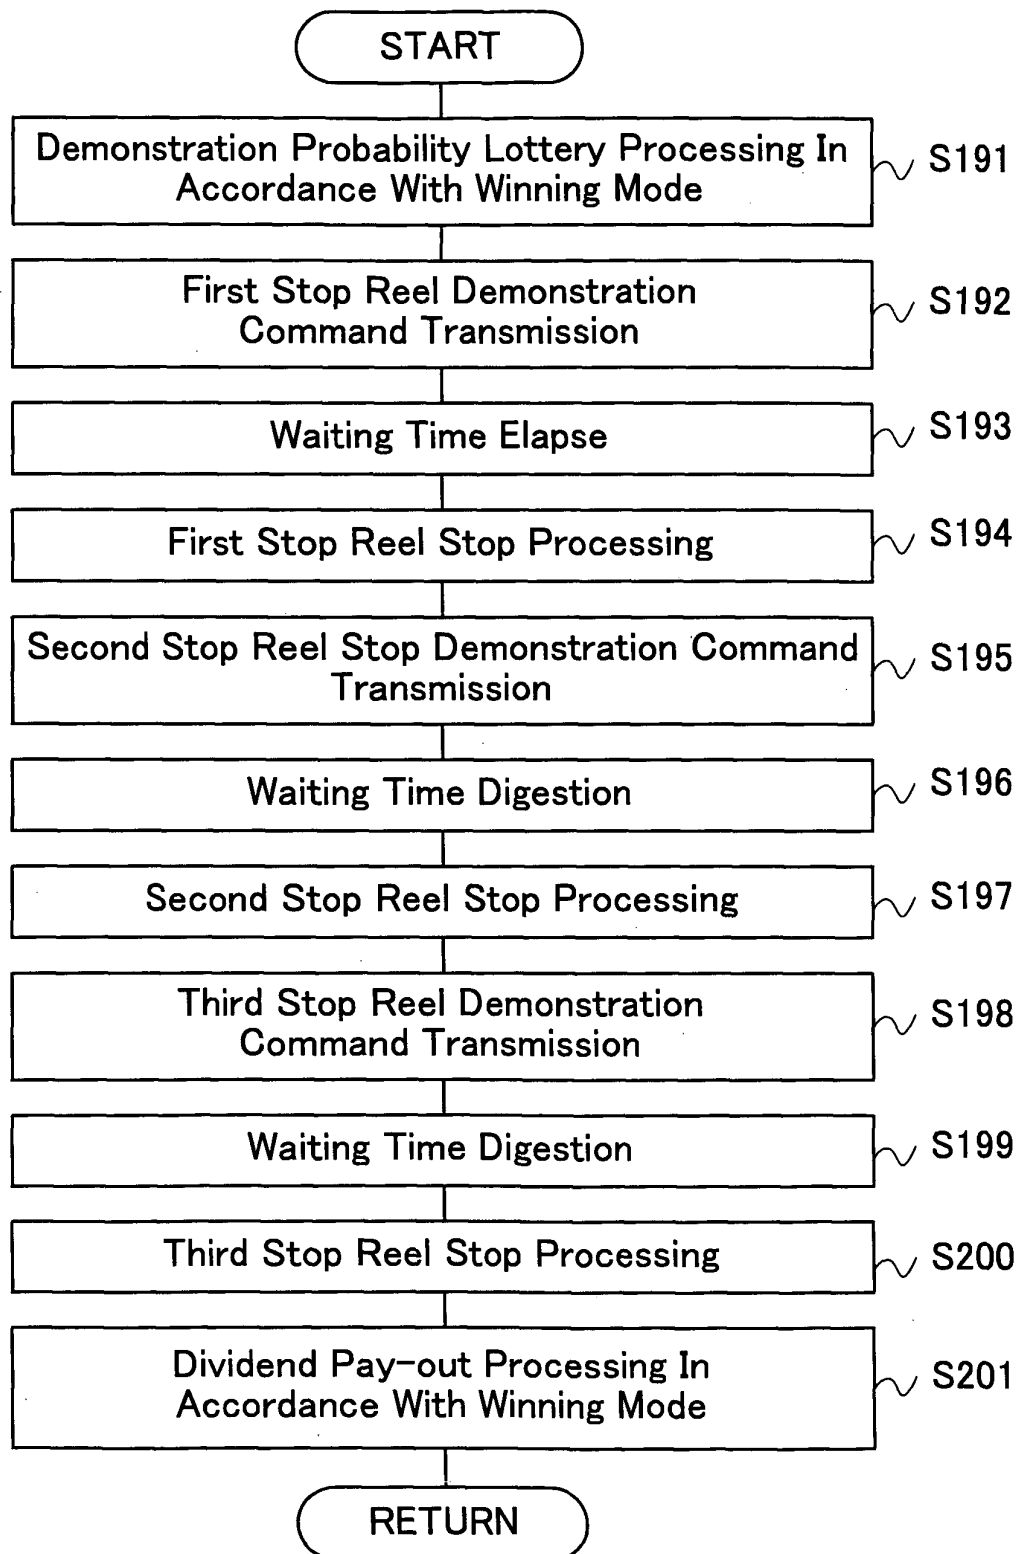 START
Demonstration Probability Lottery Processing In
Accordance With Winning Mode
S191
First Stop Reel Demonstration
Command Transmission
S192
Waiting Time Elapse
S193
First Stop Reel Stop Processing
S194
Second Stop Reel Stop Demonstration Command
Transmission
S195
Waiting Time Digestion
S196
Second Stop Reel Stop Processing
S197
Third Stop Reel Demonstration
Command Transmission
S198
Waiting Time Digestion
S199
Third Stop Reel Stop Processing
S200
Dividend Pay-out Processing In
Accordance With Winning Mode
S201
RETURN